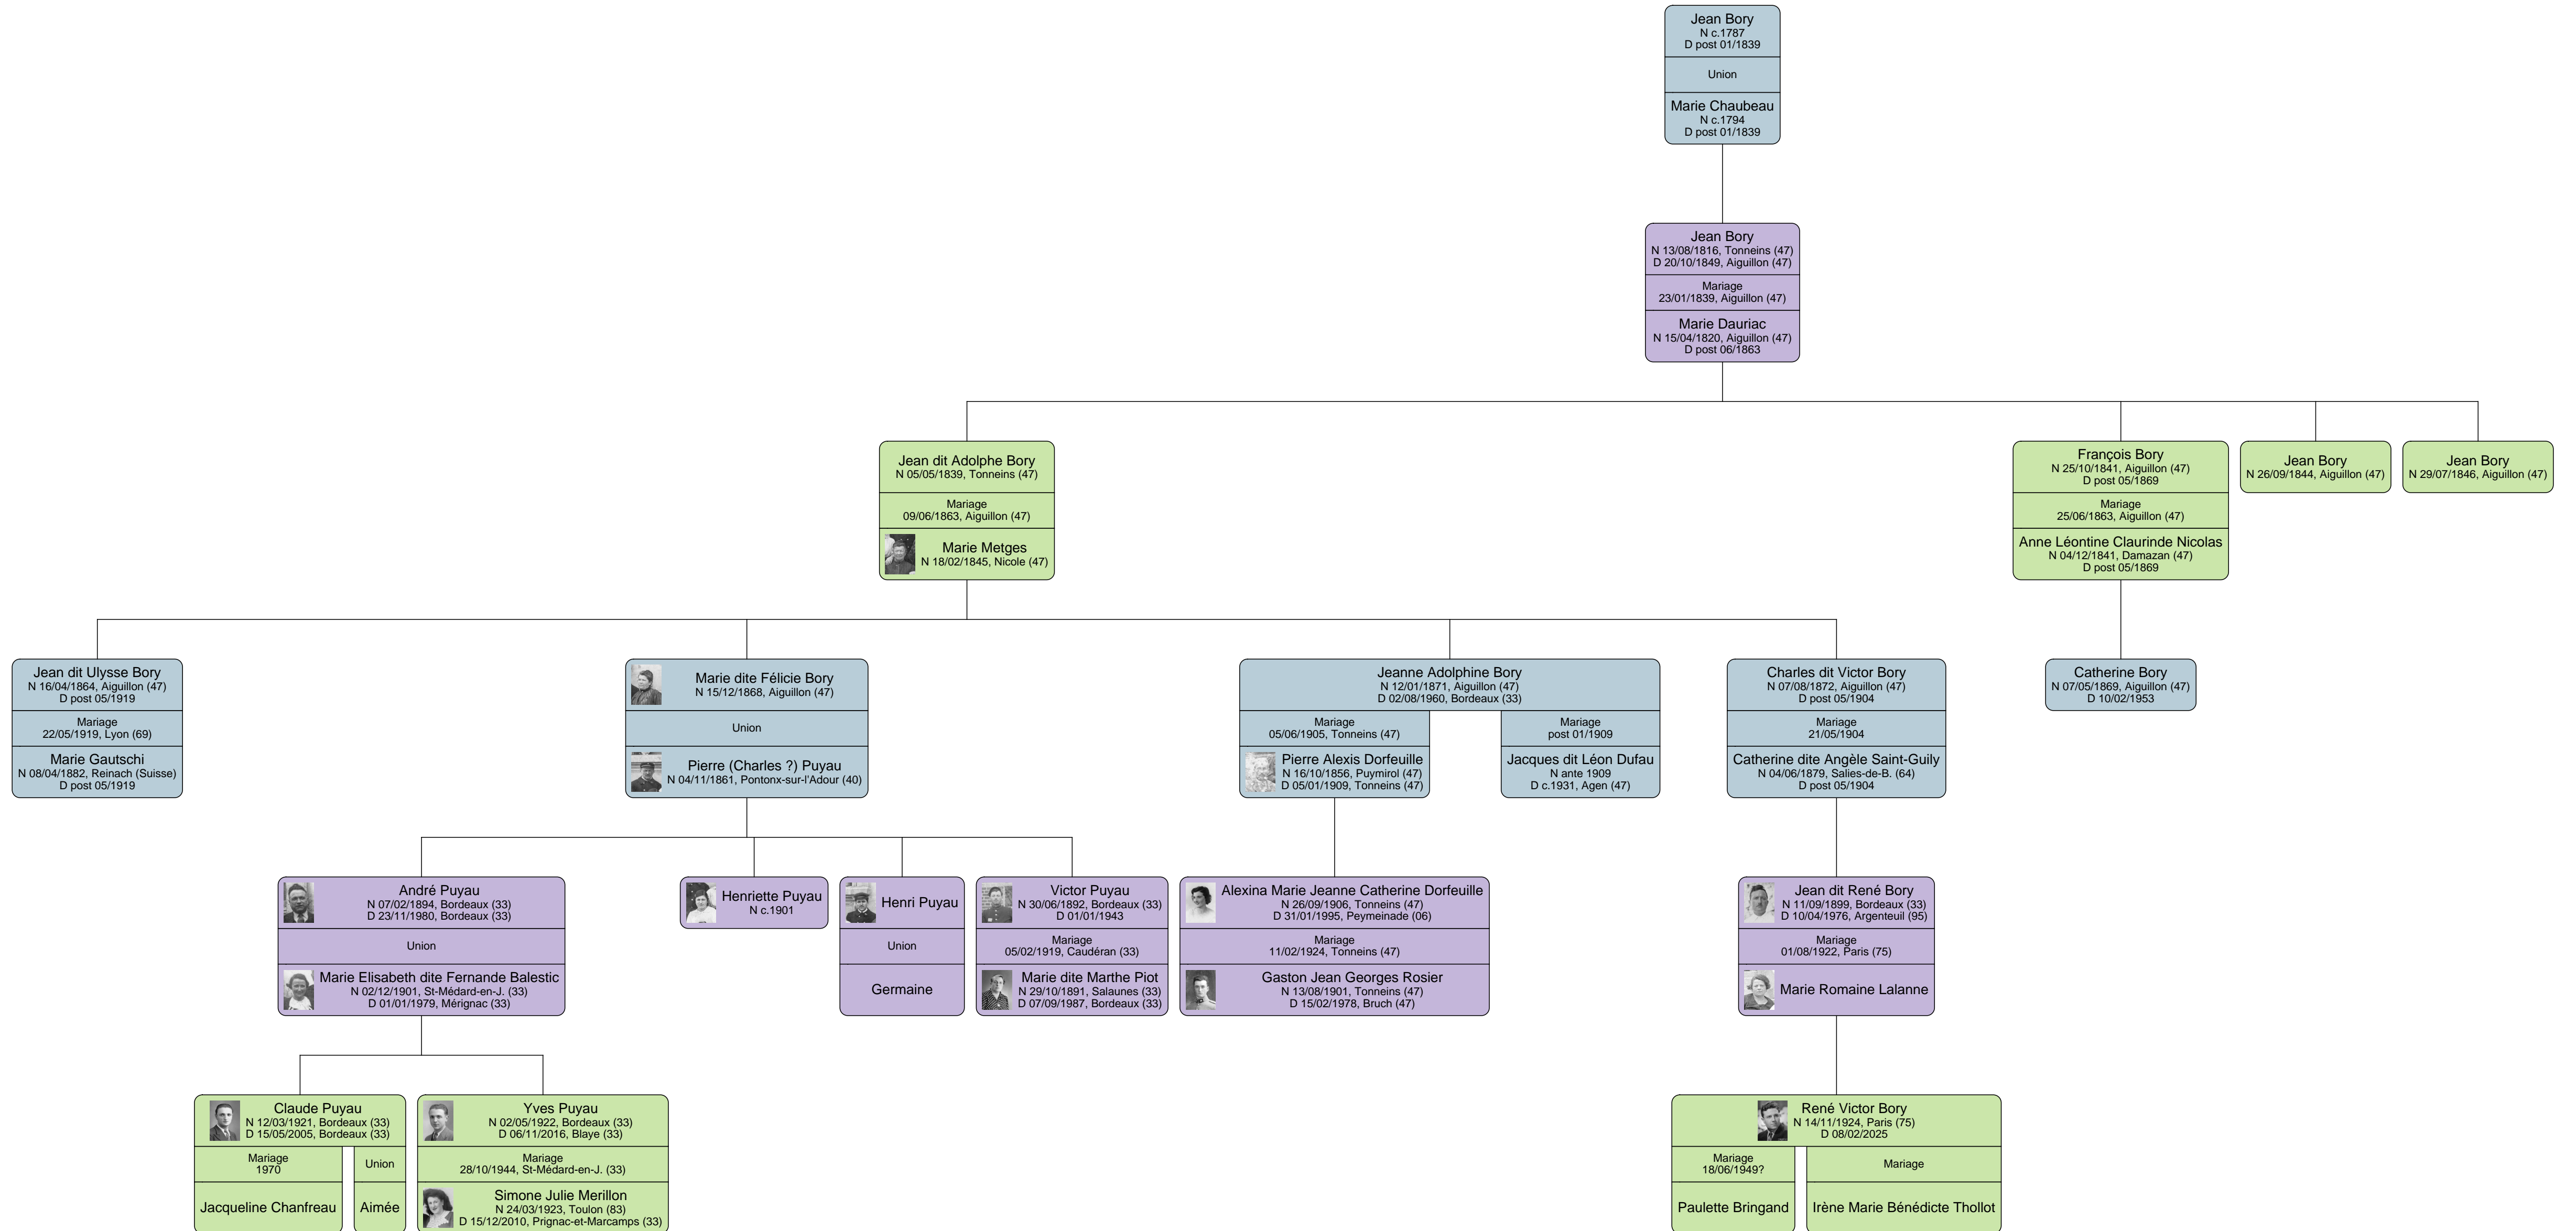 Jean Bory
N c.1787
D post 01/1839
Union
Marie Chaubeau
N c.1794
D post 01/1839
Jean Bory
N 13/08/1816, Tonneins (47)
D 20/10/1849, Aiguillon (47)
Mariage
23/01/1839, Aiguillon (47)
Marie Dauriac
N 15/04/1820, Aiguillon (47)
D post 06/1863
Jean dit Adolphe Bory
N 05/05/1839, Tonneins (47)
Mariage
09/06/1863, Aiguillon (47)
Marie Metges
N 18/02/1845, Nicole (47)
François Bory
N 25/10/1841, Aiguillon (47)
D post 05/1869
Mariage
25/06/1863, Aiguillon (47)
Anne Léontine Claurinde Nicolas
N 04/12/1841, Damazan (47)
D post 05/1869
Jean Bory
N 26/09/1844, Aiguillon (47)
Jean Bory
N 29/07/1846, Aiguillon (47)
Jean dit Ulysse Bory
N 16/04/1864, Aiguillon (47)
D post 05/1919
Mariage
22/05/1919, Lyon (69)
Marie Gautschi
N 08/04/1882, Reinach (Suisse)
D post 05/1919
Marie dite Félicie Bory
N 15/12/1868, Aiguillon (47)
Union
Pierre (Charles ?) Puyau
N 04/11/1861, Pontonx-sur-l'Adour (40)
Jeanne Adolphine Bory
N 12/01/1871, Aiguillon (47)
D 02/08/1960, Bordeaux (33)
Mariage
05/06/1905, Tonneins (47)
Pierre Alexis Dorfeuille
N 16/10/1856, Puymirol (47)
D 05/01/1909, Tonneins (47)
Mariage
post 01/1909
Jacques dit Léon Dufau
N ante 1909
D c.1931, Agen (47)
Charles dit Victor Bory
N 07/08/1872, Aiguillon (47)
D post 05/1904
Mariage
21/05/1904
Catherine dite Angèle Saint-Guily
N 04/06/1879, Salies-de-B. (64)
D post 05/1904
Catherine Bory
N 07/05/1869, Aiguillon (47)
D 10/02/1953
André Puyau
N 07/02/1894, Bordeaux (33)
D 23/11/1980, Bordeaux (33)
Union
Marie Elisabeth dite Fernande Balestic
N 02/12/1901, St-Médard-en-J. (33)
D 01/01/1979, Mérignac (33)
Henriette Puyau
N c.1901
Henri Puyau
Union
Germaine
Victor Puyau
N 30/06/1892, Bordeaux (33)
D 01/01/1943
Mariage
05/02/1919, Caudéran (33)
Marie dite Marthe Piot
N 29/10/1891, Salaunes (33)
D 07/09/1987, Bordeaux (33)
Alexina Marie Jeanne Catherine Dorfeuille
N 26/09/1906, Tonneins (47)
D 31/01/1995, Peymeinade (06)
Mariage
11/02/1924, Tonneins (47)
Gaston Jean Georges Rosier
N 13/08/1901, Tonneins (47)
D 15/02/1978, Bruch (47)
Jean dit René Bory
N 11/09/1899, Bordeaux (33)
D 10/04/1976, Argenteuil (95)
Mariage
01/08/1922, Paris (75)
Marie Romaine Lalanne
Claude Puyau
N 12/03/1921, Bordeaux (33)
D 15/05/2005, Bordeaux (33)
Mariage
1970
Jacqueline Chanfreau
Union
Aimée
Yves Puyau
N 02/05/1922, Bordeaux (33)
D 06/11/2016, Blaye (33)
Mariage
28/10/1944, St-Médard-en-J. (33)
Simone Julie Merillon
N 24/03/1923, Toulon (83)
D 15/12/2010, Prignac-et-Marcamps (33)
René Victor Bory
N 14/11/1924, Paris (75)
D 08/02/2025
Mariage
18/06/1949?
Paulette Bringand
Mariage
Irène Marie Bénédicte Thollot